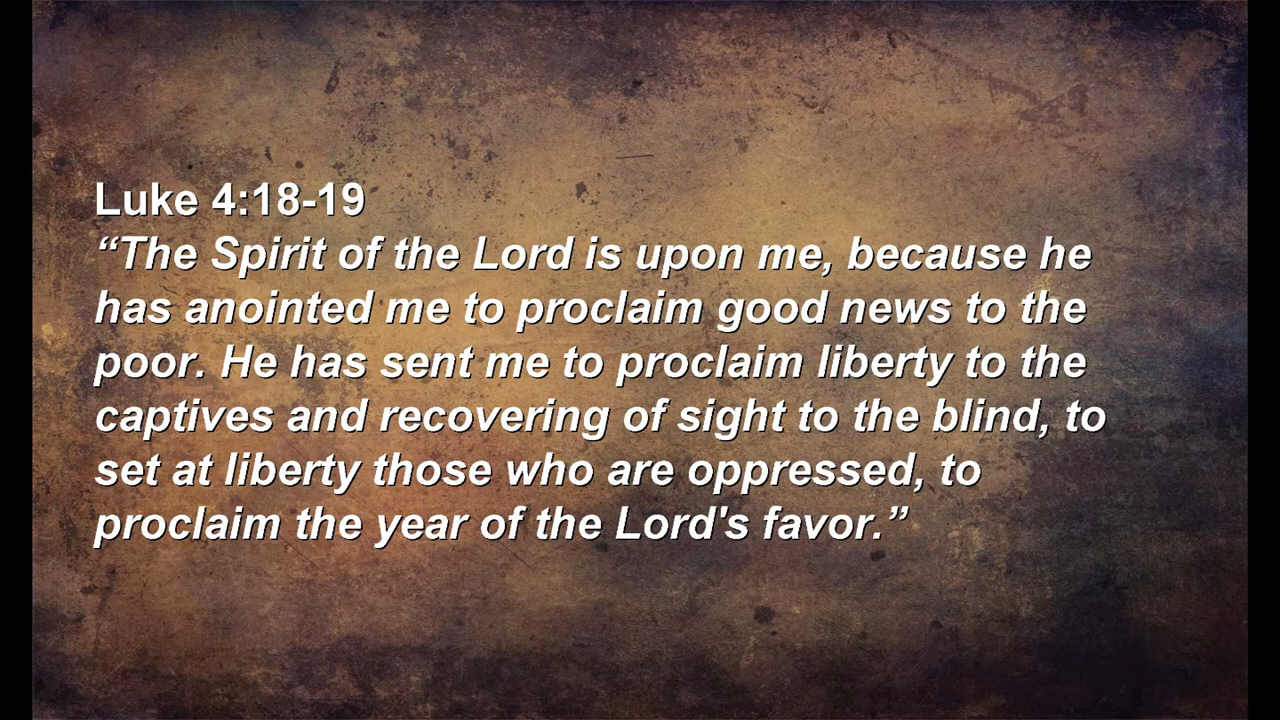 Luke 4:18-19
“The Spirit of the Lord is upon me, because he
has anointed me to proclaim good news to the
poor. He has sent me to proclaim liberty to the
captives and recovering of sight to the blind, to
set at liberty those who are oppressed, to
proclaim the year of the Lord's favor.”